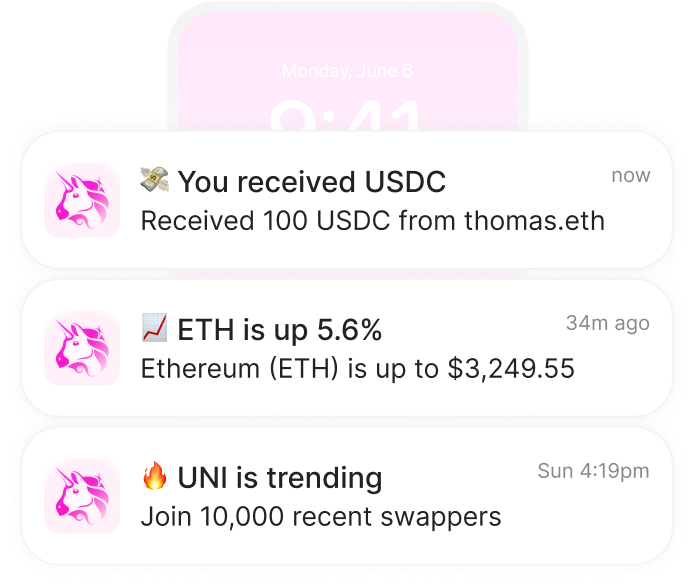 Monday, June 6
9:41
💸 You received USDC
now
Received 100 USDC from thomas.eth
📈 ETH is up 5.6%
34m ago
Ethereum (ETH) is up to $3,249.55
🔥 UNI is trending
Sun 4:19pm
Join 10,000 recent swappers